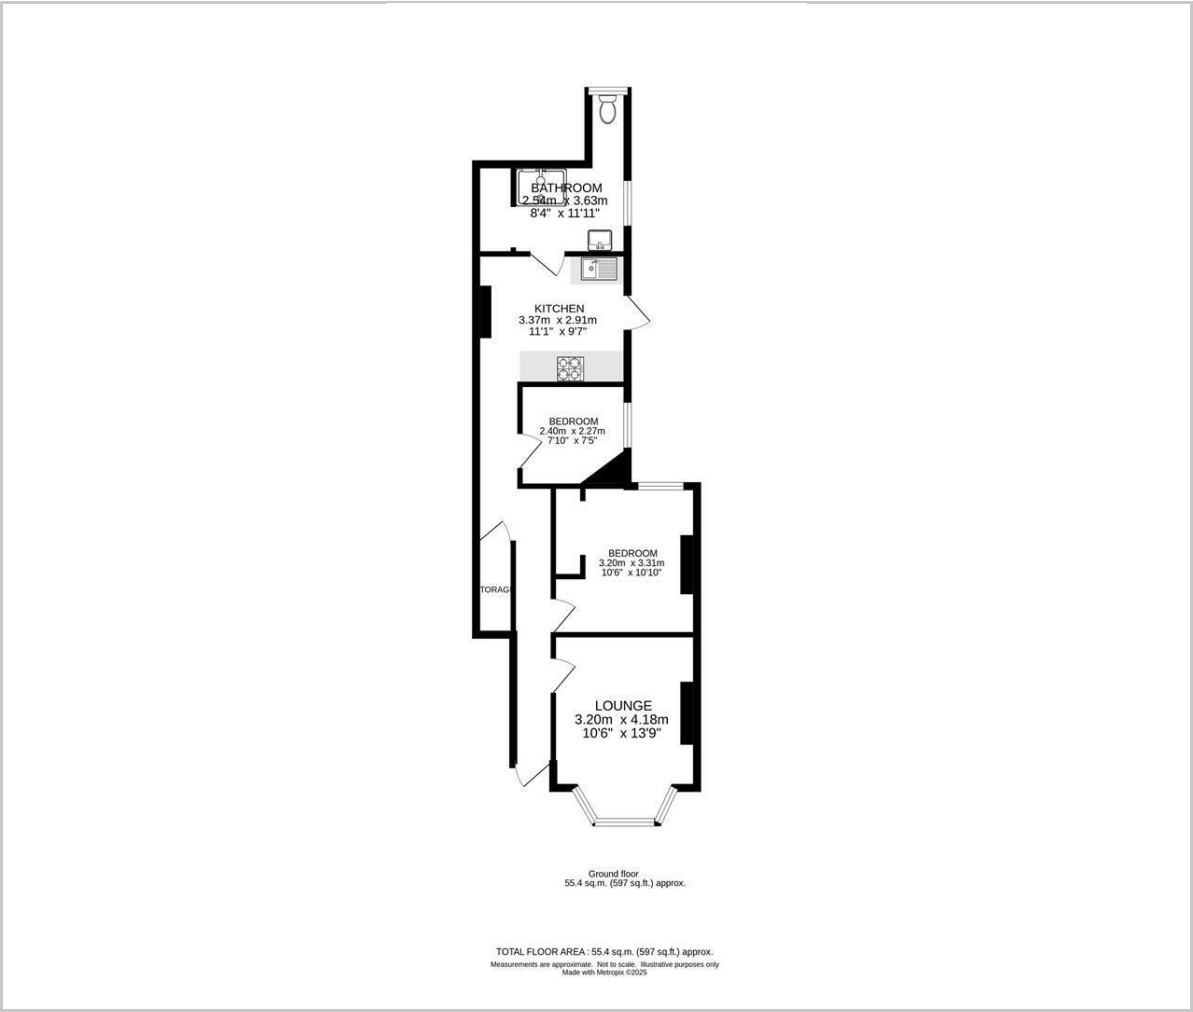 BATHROOM
2.54m x 3.63m
8'4" x 11'11"
KITCHEN
3.37m x 2.91m
11'1" x 9'7"
BEDROOM
2.40m x 2.27m
7'10" x 7'5"
BEDROOM
3.20m x 3.31m
10'6" x 10'10"
TORAG
LOUNGE
3.20m x 4.18m
10'6" x 13'9"
Ground floor
55.4 sq.m. (597 sq.ft.) approx.
TOTAL FLOOR AREA : 55.4 sq.m. (597 sq.ft.) approx.
Measurements are approximate. Not to scale. Illustrative purposes only
Made with Metropix ©2025